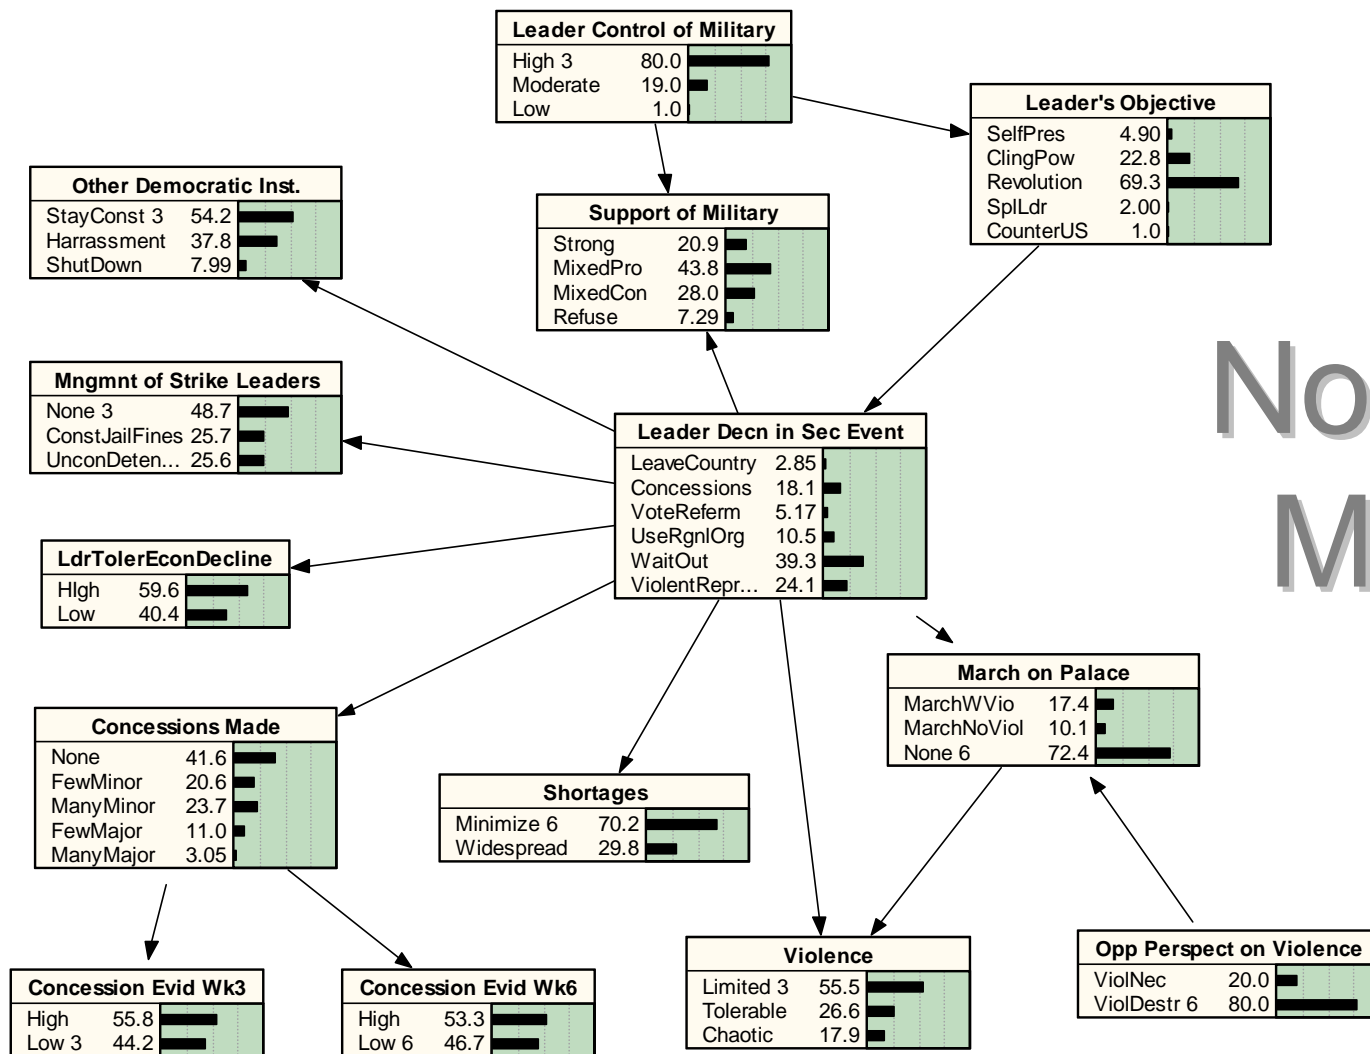 Leader Control of Military
High 3 80.0
Moderate 19.0
Low 1.0
Leader's Objective
SelfPres 4.90
ClingPow 22.8
Revolution 69.3
SplLdr 2.00
CounterUS 1.0
Other Democratic Inst.
StayConst 3 54.2
Harrassment 37.8
ShutDown 7.99
Support of Military
Strong 20.9
MixedPro 43.8
MixedCon 28.0
Refuse 7.29
No
M
Mngmnt of Strike Leaders
None 3 48.7
ConstJailFines 25.7
UnconDeten... 25.6
Leader Decn in Sec Event
LeaveCountry 2.85
Concessions 18.1
VoteReferm 5.17
UseRgnlOrg 10.5
WaitOut 39.3
ViolentRepr... 24.1
LdrTolerEconDecline
HIgh 59.6
Low 40.4
March on Palace
MarchWVio 17.4
MarchNoViol 10.1
None 6 72.4
Concessions Made
None 41.6
FewMinor 20.6
ManyMinor 23.7
FewMajor 11.0
ManyMajor 3.05
Shortages
Minimize 6 70.2
Widespread 29.8
Violence
Limited 3 55.5
Tolerable 26.6
Chaotic 17.9
Opp Perspect on Violence
ViolNec 20.0
ViolDestr 6 80.0
Concession Evid Wk3
High 55.8
Low 3 44.2
Concession Evid Wk6
High 53.3
Low 6 46.7